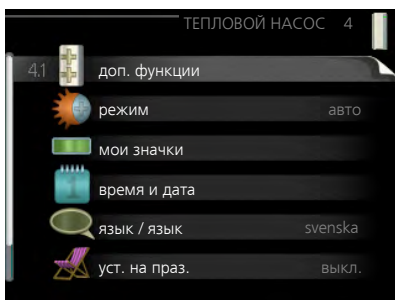 ТЕПЛОВОЙ НАСОС 4
4.1 доп. функции
режим авто
мои значки
1 время и дата
язык / язык svenska
уст. на праз. выкл.